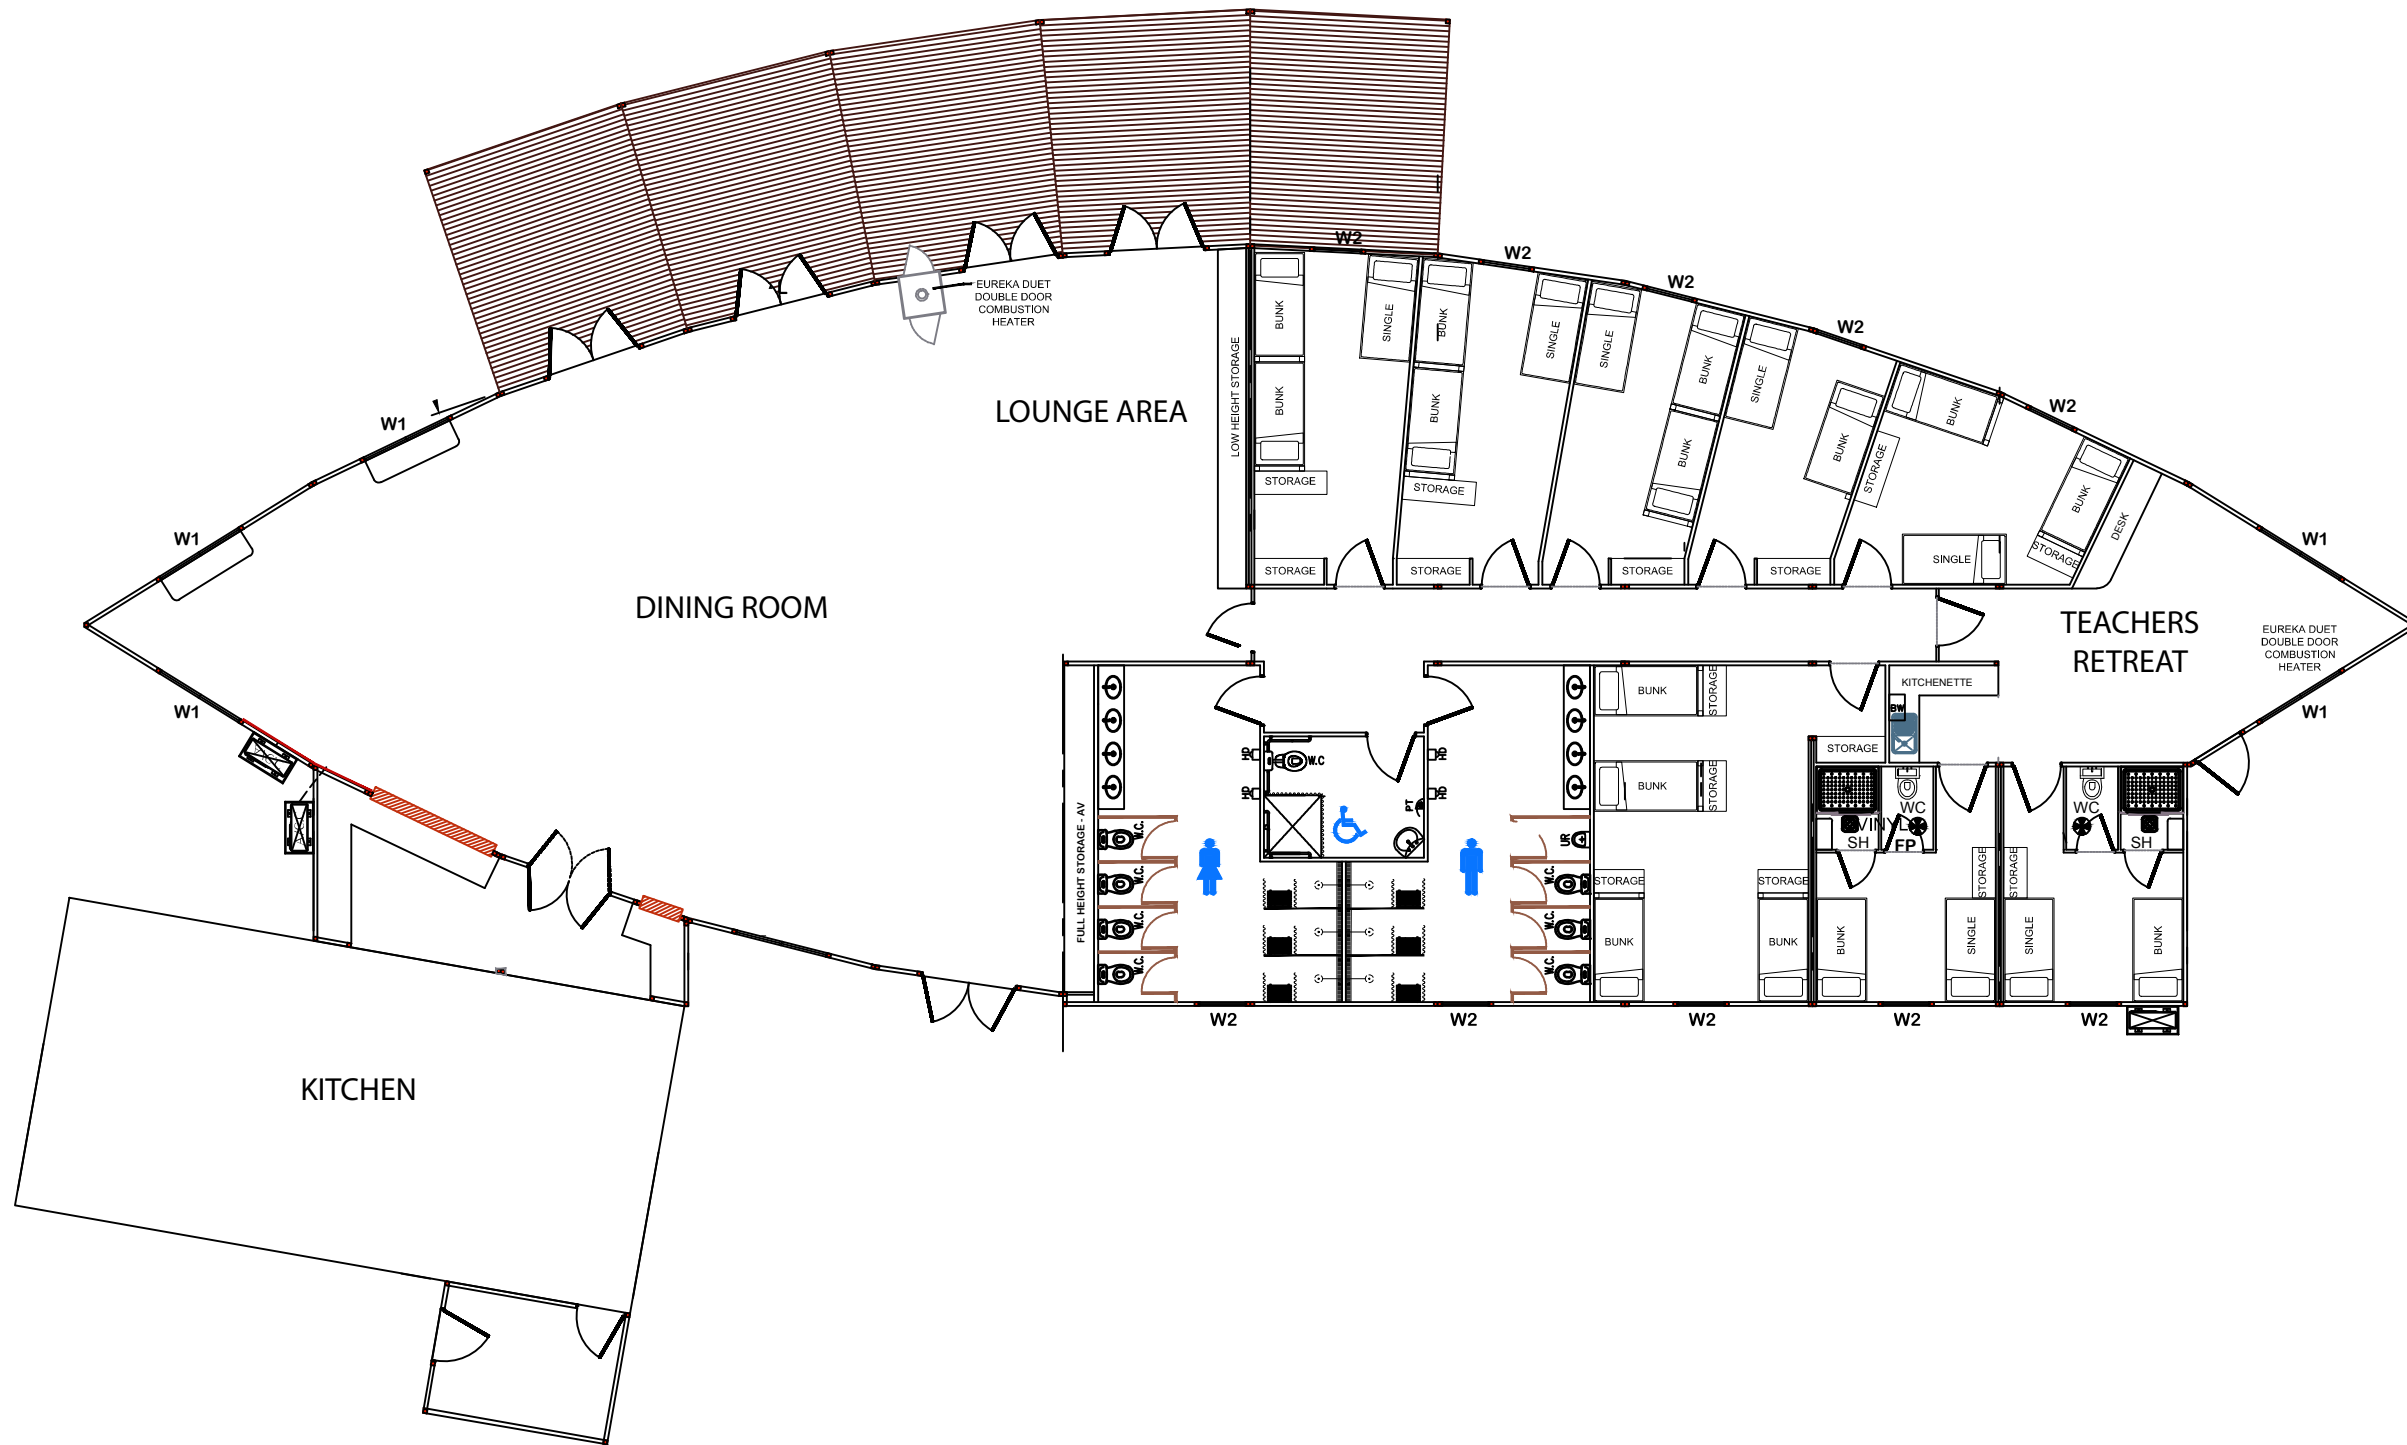 W2
W2
W2
W2
W2
W1
W1
W1
W1
W1
EUREKA DUET
DOUBLE DOOR
COMBUSTION
HEATER
LOUNGE AREA
LOW HEIGHT STORAGE
BUNK
BUNK
STORAGE
STORAGE
SINGLE
BUNK
BUNK
STORAGE
STORAGE
SINGLE
SINGLE
BUNK
BUNK
STORAGE
SINGLE
BUNK
STORAGE
STORAGE
BUNK
SINGLE
BUNK
STORAGE
DESK
DINING ROOM
TEACHERS
RETREAT
EUREKA DUET
DOUBLE DOOR
COMBUSTION
HEATER
KITCHENETTE
BW
BUNK
STORAGE
BUNK
STORAGE
STORAGE
STORAGE
STORAGE
BUNK
BUNK
W.C
HD
HD
HD
HD
PT
UR
W.C.
W.C.
W.C.
W.C.
W.C.
W.C.
W.C.
FULL HEIGHT STORAGE - AV
WC
VINYL
SH
FP
WC
SH
STORAGE
STORAGE
BUNK
SINGLE
SINGLE
BUNK
W2
W2
W2
W2
W2
KITCHEN